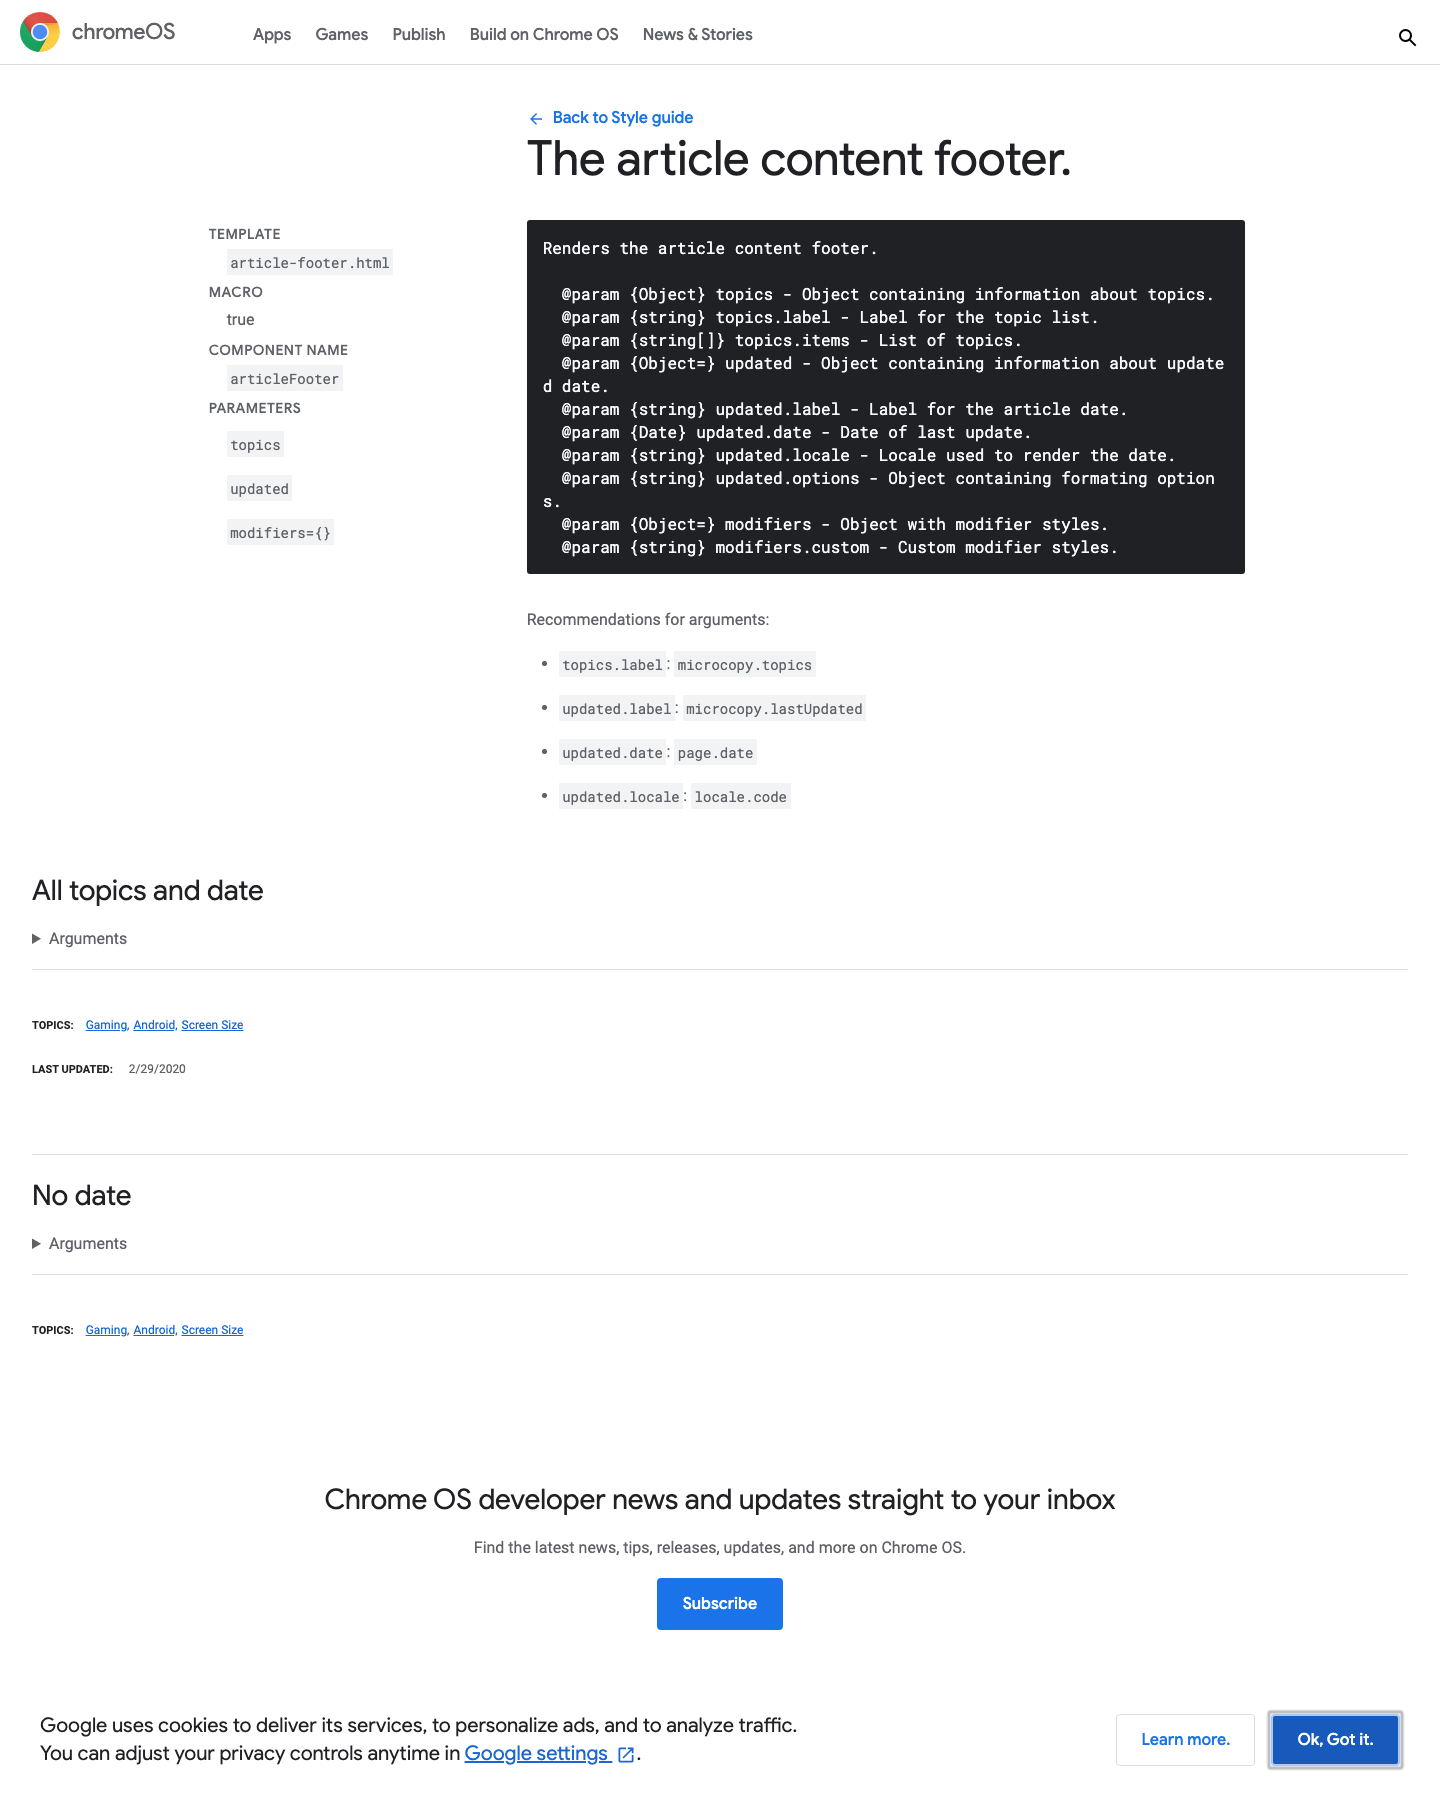 chromeOS
Apps Games Publish Build on Chrome OS News & Stories
Back to Style guide
The article content footer.
TEMPLATE
article-footer.html
MACRO
true
COMPONENT NAME
articleFooter
PARAMETERS
topics
updated
modifiers={}
Renders the article content footer.
@param {Object} topics - Object containing information about topics.
@param {string} topics.label - Label for the topic list.
@param {string[]} topics.items - List of topics.
@param {Object=} updated - Object containing information about update
d date.
@param {string} updated.label - Label for the article date.
@param {Date} updated.date - Date of last update.
@param {string} updated.locale - Locale used to render the date.
@param {string} updated.options - Object containing formating option
s.
@param {Object=} modifiers - Object with modifier styles.
@param {string} modifiers.custom - Custom modifier styles.
Recommendations for arguments:
• topics.label: microcopy.topics
• updated.label: microcopy.lastUpdated
• updated.date: page.date
• updated.locale: locale.code
All topics and date
Arguments
TOPICS: Gaming, Android, Screen Size
LAST UPDATED: 2/29/2020
No date
Arguments
TOPICS: Gaming, Android, Screen Size
Chrome OS developer news and updates straight to your inbox
Find the latest news, tips, releases, updates, and more on Chrome OS.
Subscribe
Google uses cookies to deliver its services, to personalize ads, and to analyze traffic.
You can adjust your privacy controls anytime in Google settings .
Learn more.
Ok, Got it.